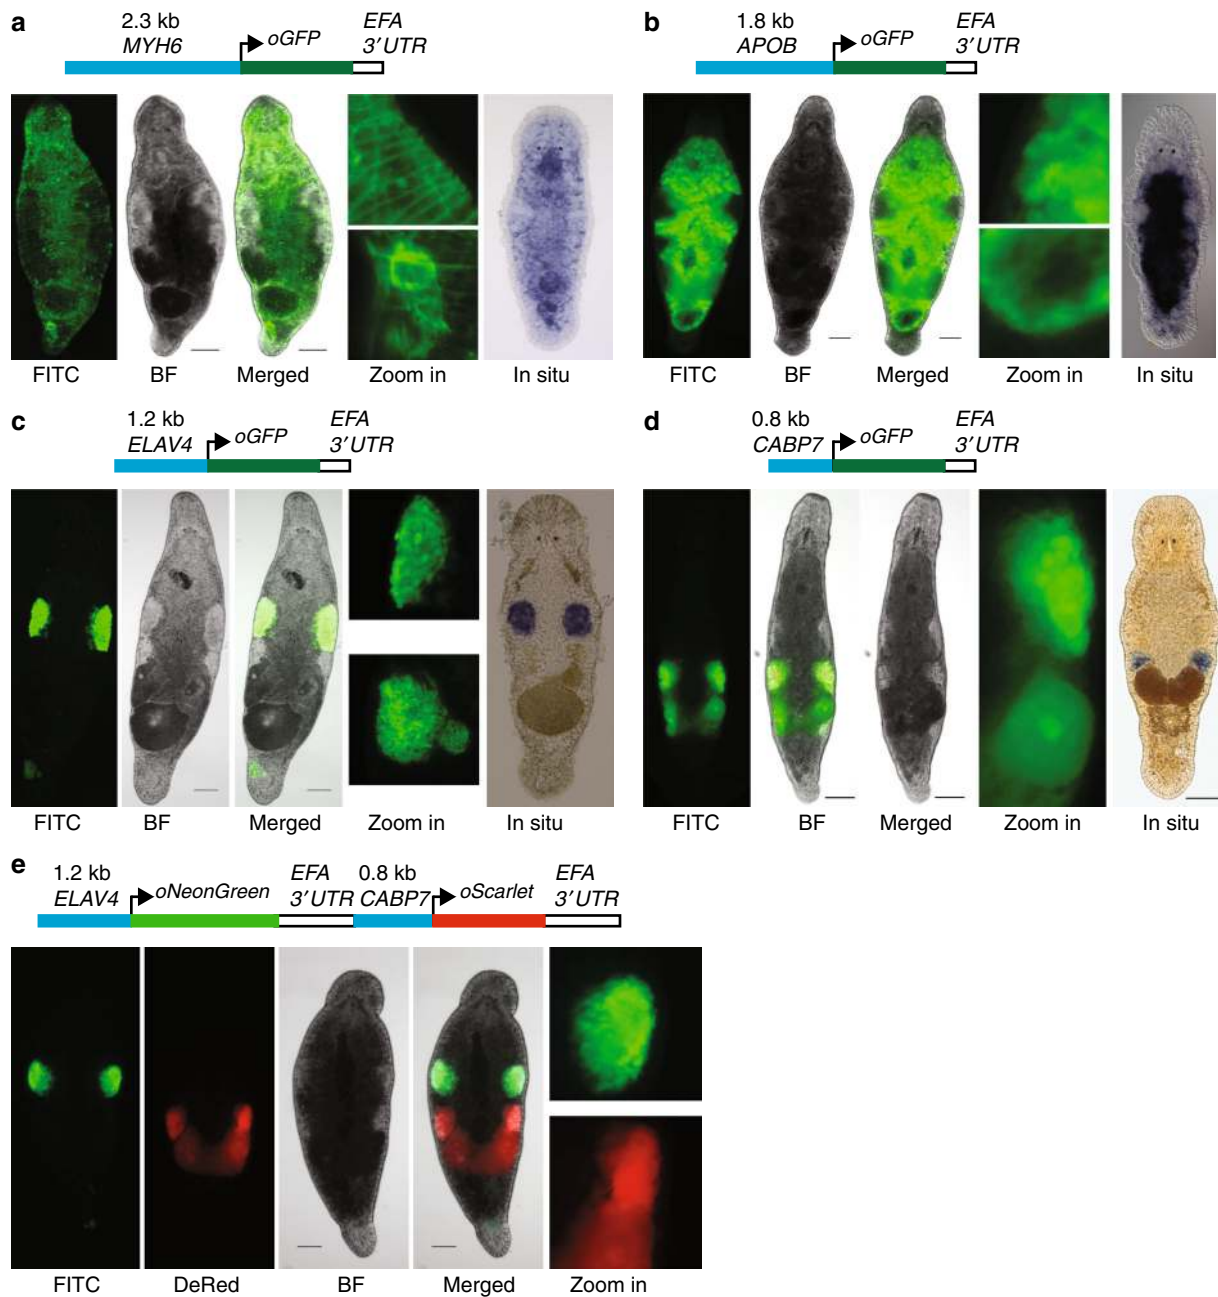 a
2.3 kb
MYH6
oGFP
EFA
3′UTR
FITC
BF
Merged
Zoom in
In situ
b
1.8 kb
APOB
oGFP
EFA
3′UTR
FITC
BF
Merged
Zoom in
In situ
c
1.2 kb
ELAV4
oGFP
EFA
3′UTR
FITC
BF
Merged
Zoom in
In situ
d
0.8 kb
CABP7
oGFP
EFA
3′UTR
FITC
BF
Merged
Zoom in
In situ
e
1.2 kb
ELAV4
oNeonGreen
EFA
3′UTR
0.8 kb
CABP7
oScarlet
EFA
3′UTR
FITC
DeRed
BF
Merged
Zoom in